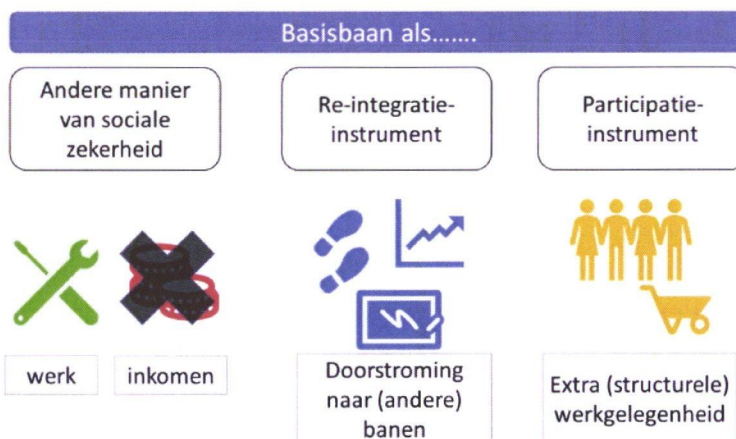 Basisbaan als.......
Andere manier
van sociale
zekerheid
Re-integratie-
instrument
Participatie-
instrument
werk
inkomen
Doorstroming
naar (andere)
banen
Extra (structurele)
werkgelegenheid